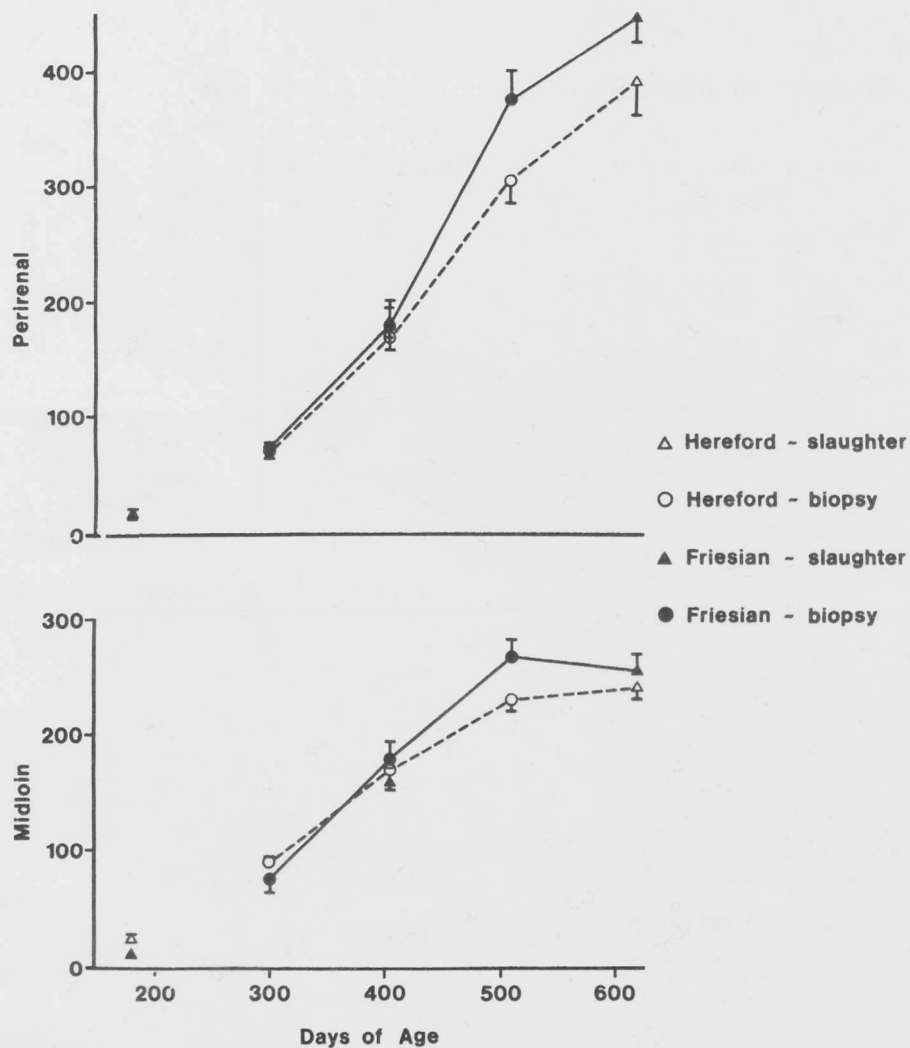 Perirenal
400
300
200
100
0
△ Hereford - slaughter
○ Hereford - biopsy
▲ Friesian - slaughter
● Friesian - biopsy
Midloin
300
200
100
0
200 300 400 500 600
Days of Age